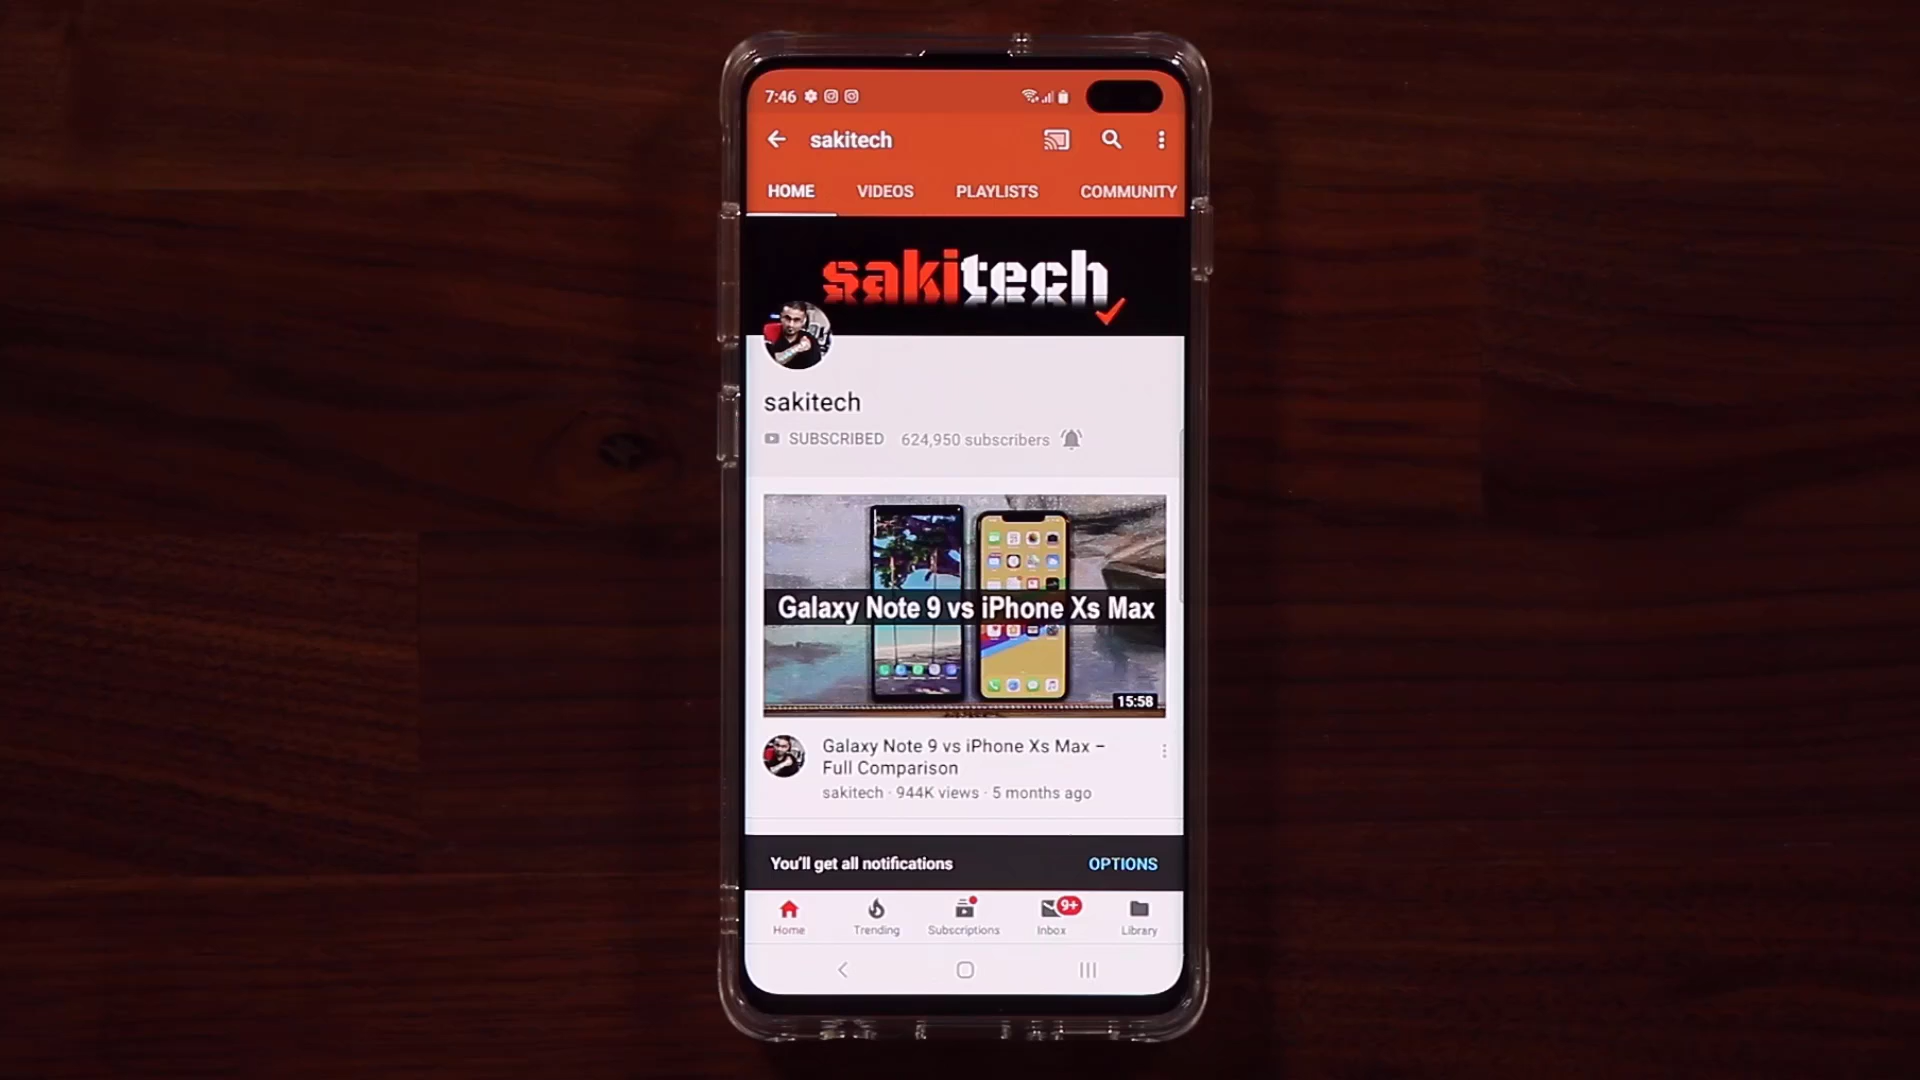 7:46
sakitech
HOME VIDEOS PLAYLISTS COMMUNITY
sakitech
sakitech
SUBSCRIBED 624,950 subscribers
Galaxy Note 9 vs iPhone Xs Max
15:58
Galaxy Note 9 vs iPhone Xs Max –
Full Comparison
sakitech · 944K views · 5 months ago
You'll get all notifications OPTIONS
9+
Home Trending Subscriptions Inbox Library